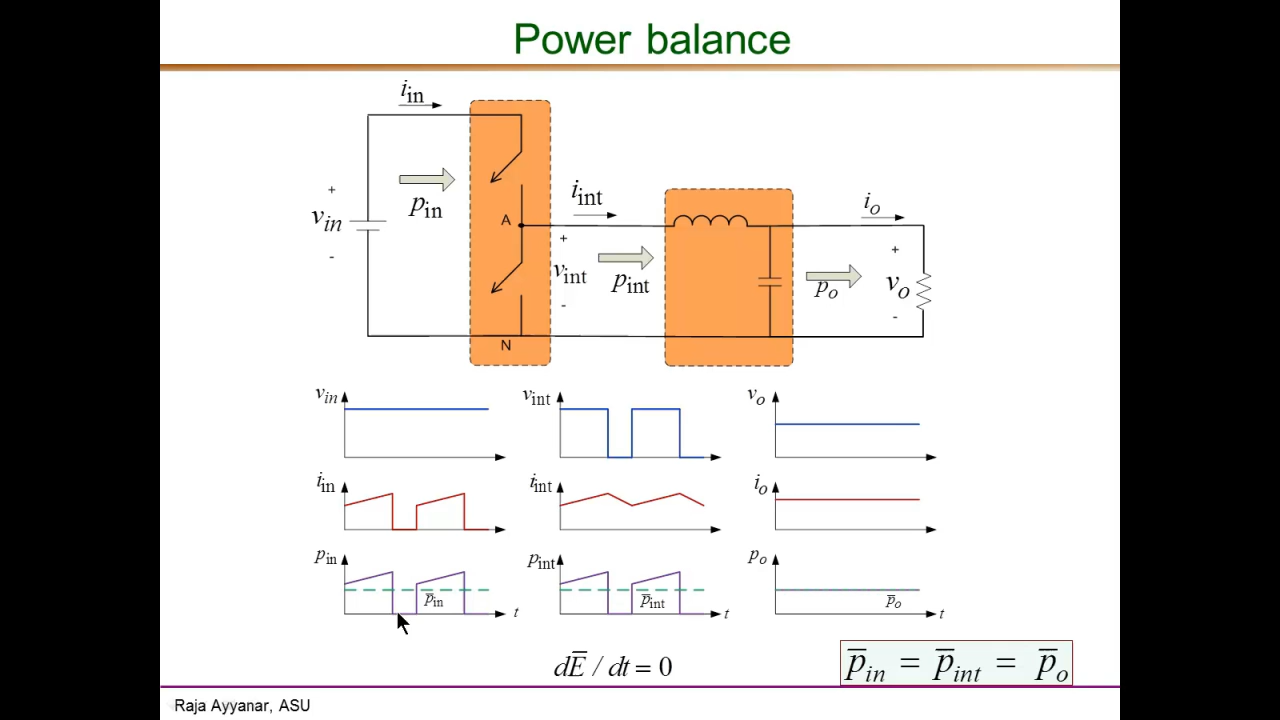 Power balance
i_in
+
v_in
-
p_in
A
N
i_int
+
v_int
-
p_int
i_o
+
v_o
-
p_o
v_in
v_int
v_o
i_in
i_int
i_o
p_in
p̅_in
t
p_int
p̅_int
t
p_o
p̅_o
t
dE̅ / dt = 0
p̅_in = p̅_int = p̅_o
Raja Ayyanar, ASU